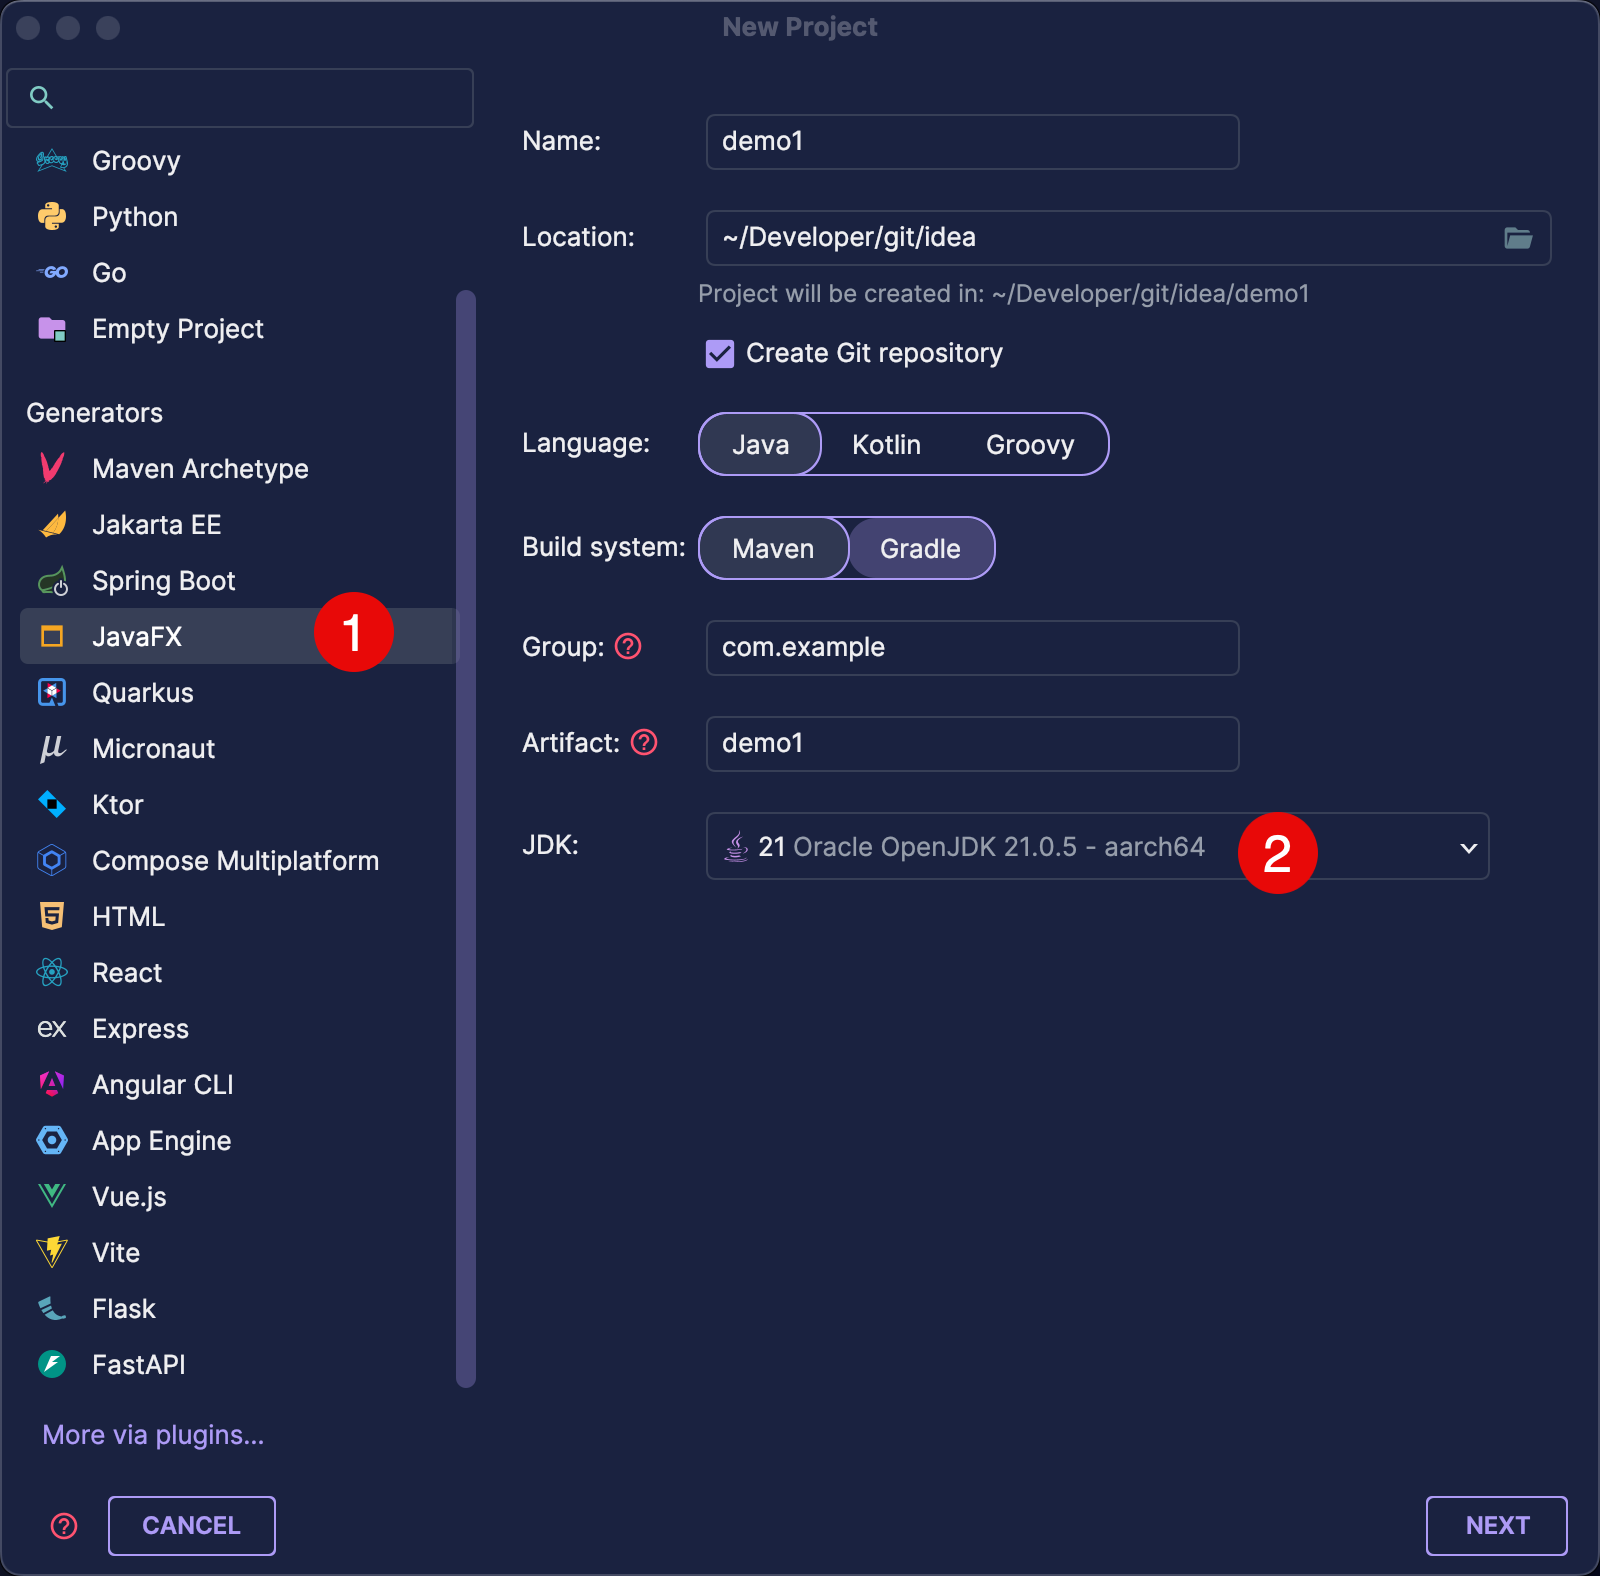 New Project
Groovy
Python
GO Go
Empty Project
Generators
Maven Archetype
Jakarta EE
Spring Boot
JavaFX
1
Quarkus
μ Micronaut
Ktor
Compose Multiplatform
5 HTML
React
ex Express
Angular CLI
App Engine
Vue.js
Vite
Flask
FastAPI
More via plugins...
? CANCEL
Name: demo1
Location: ~/Developer/git/idea
Project will be created in: ~/Developer/git/idea/demo1
Create Git repository
Language: Java Kotlin Groovy
Build system: Maven Gradle
Group: ? com.example
Artifact: ? demo1
JDK: 21 Oracle OpenJDK 21.0.5 - aarch64
2
NEXT